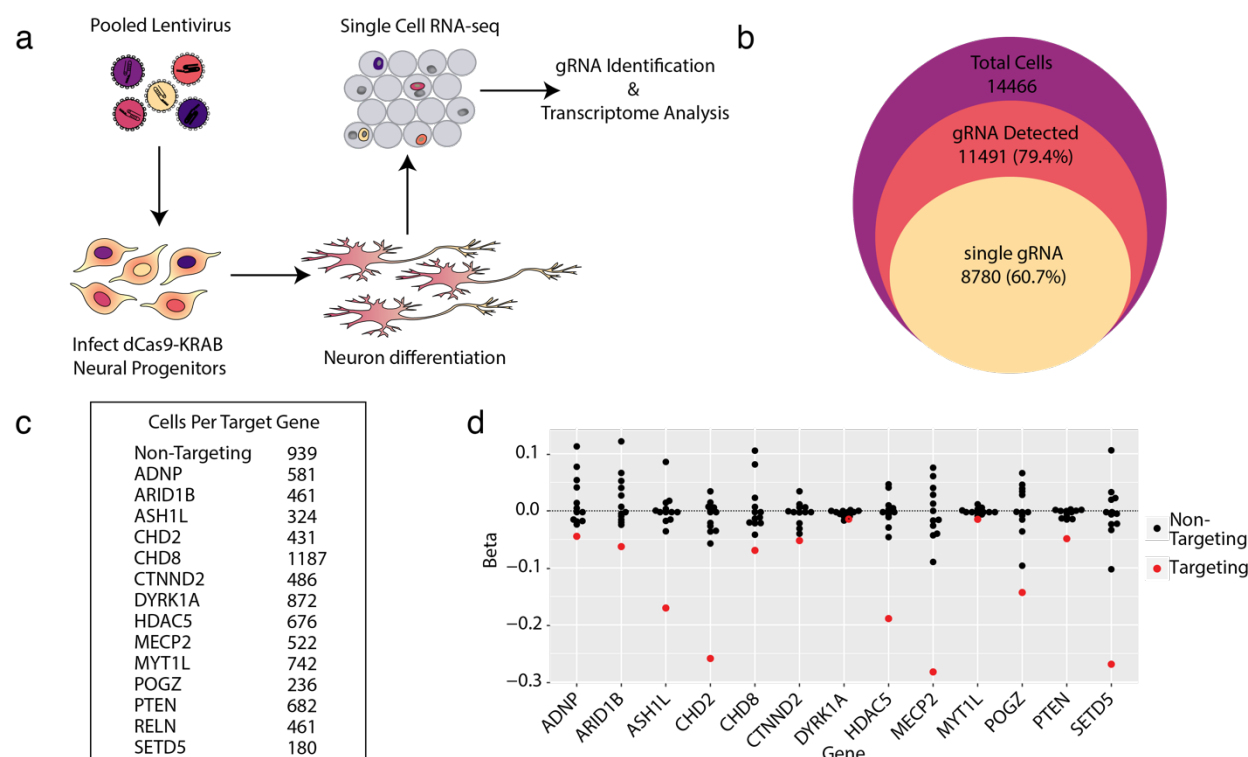 a
Pooled Lentivirus
Single Cell RNA-seq
gRNA Identification
&
Transcriptome Analysis
Infect dCas9-KRAB
Neural Progenitors
Neuron differentiation
b
Total Cells
14466
gRNA Detected
11491 (79.4%)
single gRNA
8780 (60.7%)
c
Cells Per Target Gene
Non-Targeting 939
ADNP 581
ARID1B 461
ASH1L 324
CHD2 431
CHD8 1187
CTNND2 486
DYRK1A 872
HDAC5 676
MECP2 522
MYT1L 742
POGZ 236
PTEN 682
RELN 461
SETD5 180
d
Beta
0.1
0.0
−0.1
−0.2
−0.3
ADNP
ARID1B
ASH1L
CHD2
CHD8
CTNND2
DYRK1A
HDAC5
MECP2
MYT1L
POGZ
PTEN
SETD5
Gene
Non-
Targeting
Targeting